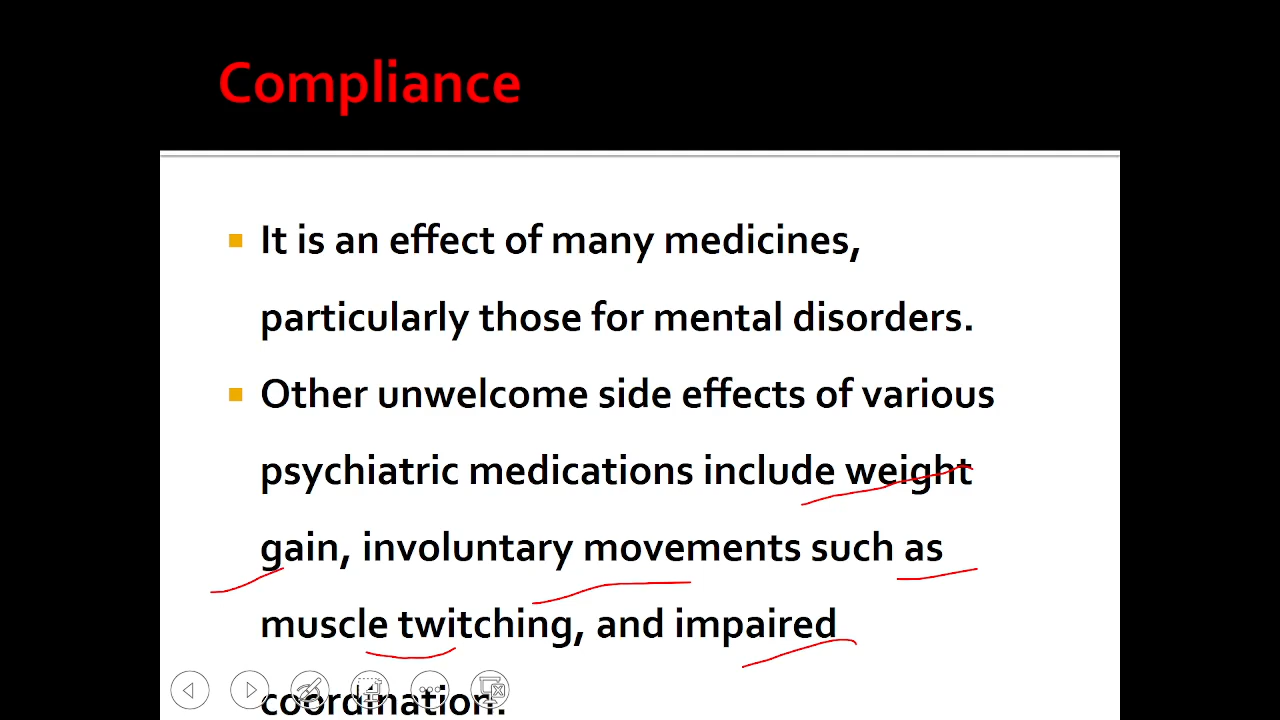 Compliance
It is an effect of many medicines,
particularly those for mental disorders.
Other unwelcome side effects of various
psychiatric medications include weight
gain, involuntary movements such as
muscle twitching, and impaired
coordination.